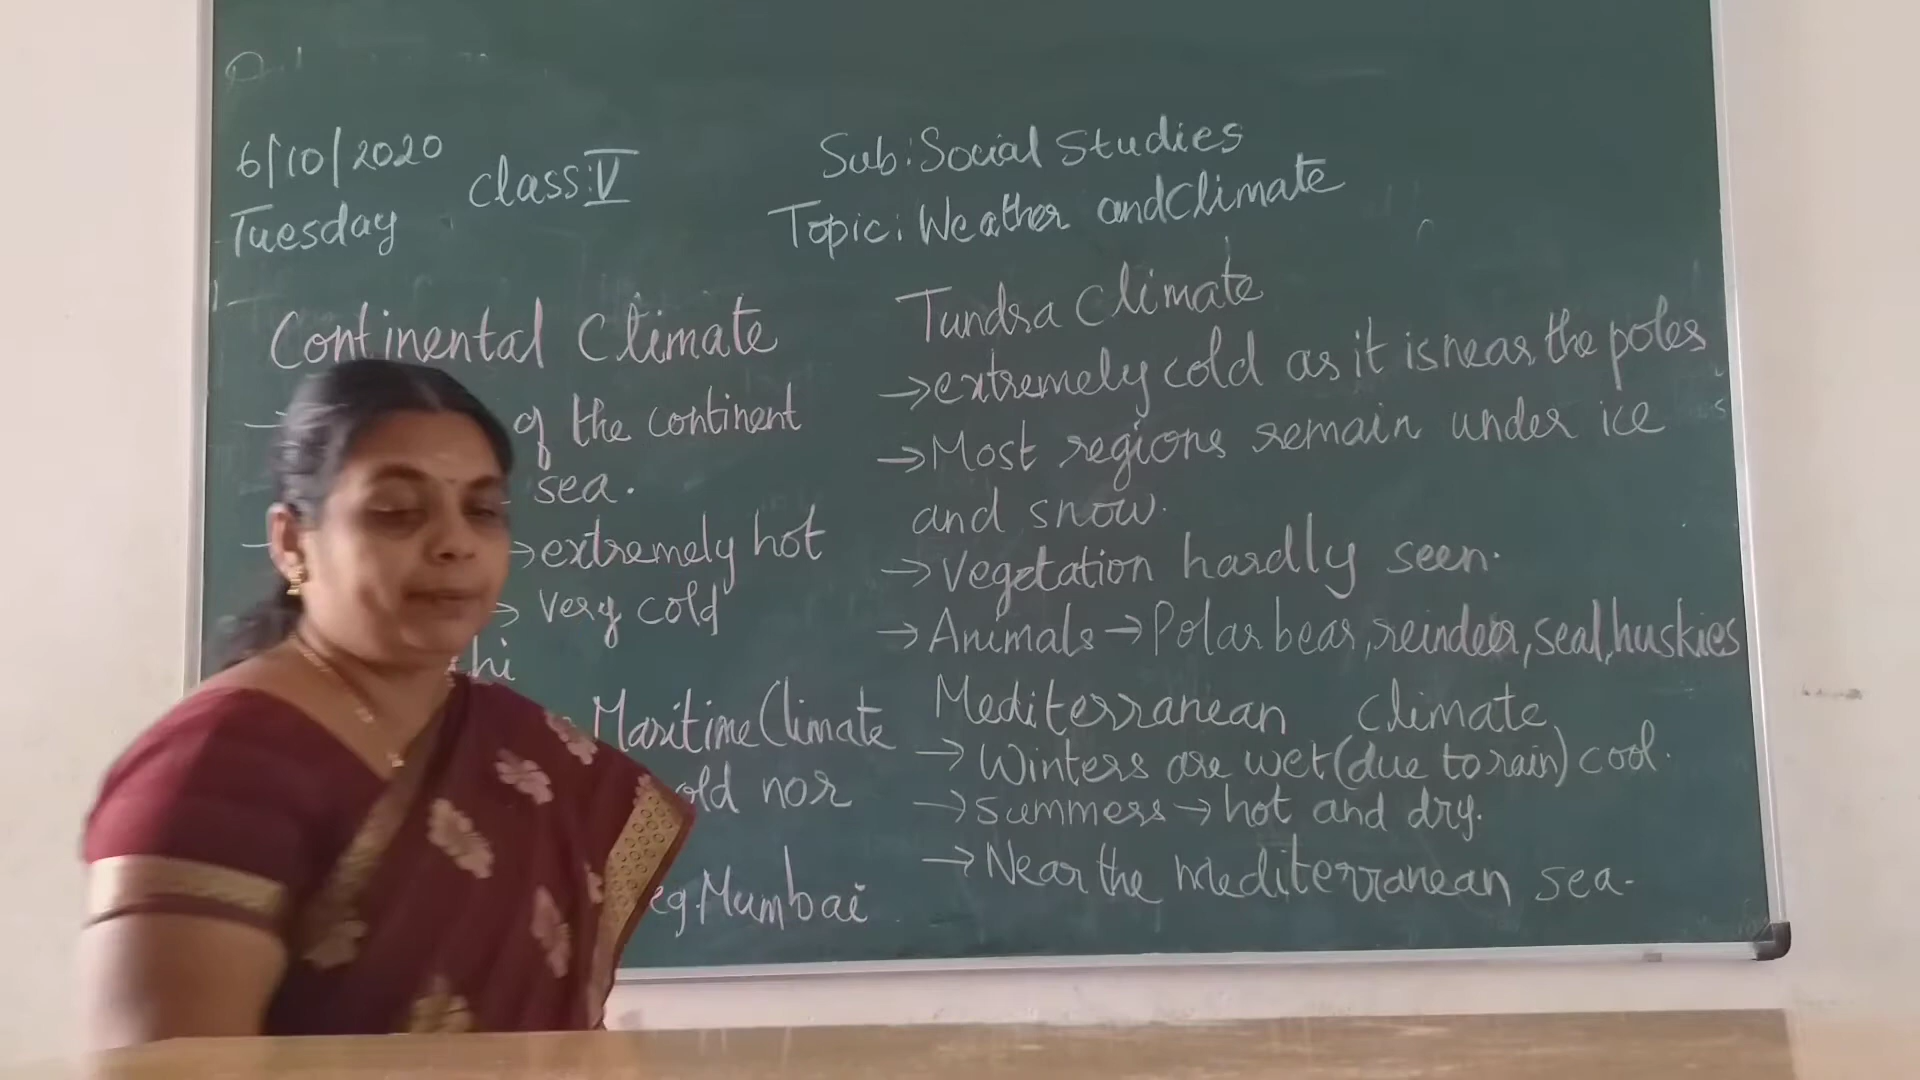 6/10/2020
Tuesday
class: V
Sub: Social Studies
Topic: Weather and Climate
Continental Climate
of the continent
sea.
→ extremely hot
→ very cold
hi
Maritime Climate
old nor
eg. Mumbai
Tundra Climate
→ extremely cold as it is near the poles
→ Most regions remain under ice
and snow.
→ Vegetation hardly seen.
→ Animals → Polar bear, reindeer, seal, huskies
Mediterranean Climate
→ Winters are wet (due to rain) cool.
→ Summers → hot and dry.
→ Near the mediterranean sea.